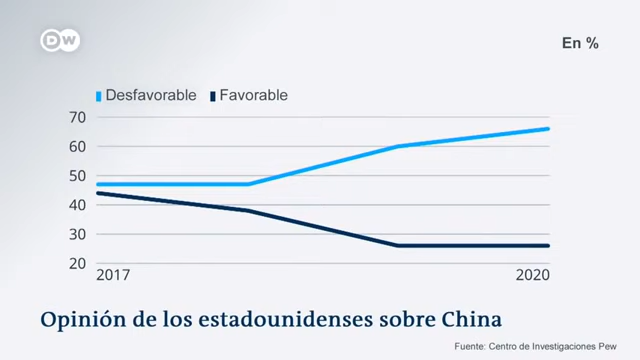 DW
En %
Desfavorable Favorable
70
60
50
40
30
20
2017 2020
Opinión de los estadounidenses sobre China
Fuente: Centro de Investigaciones Pew